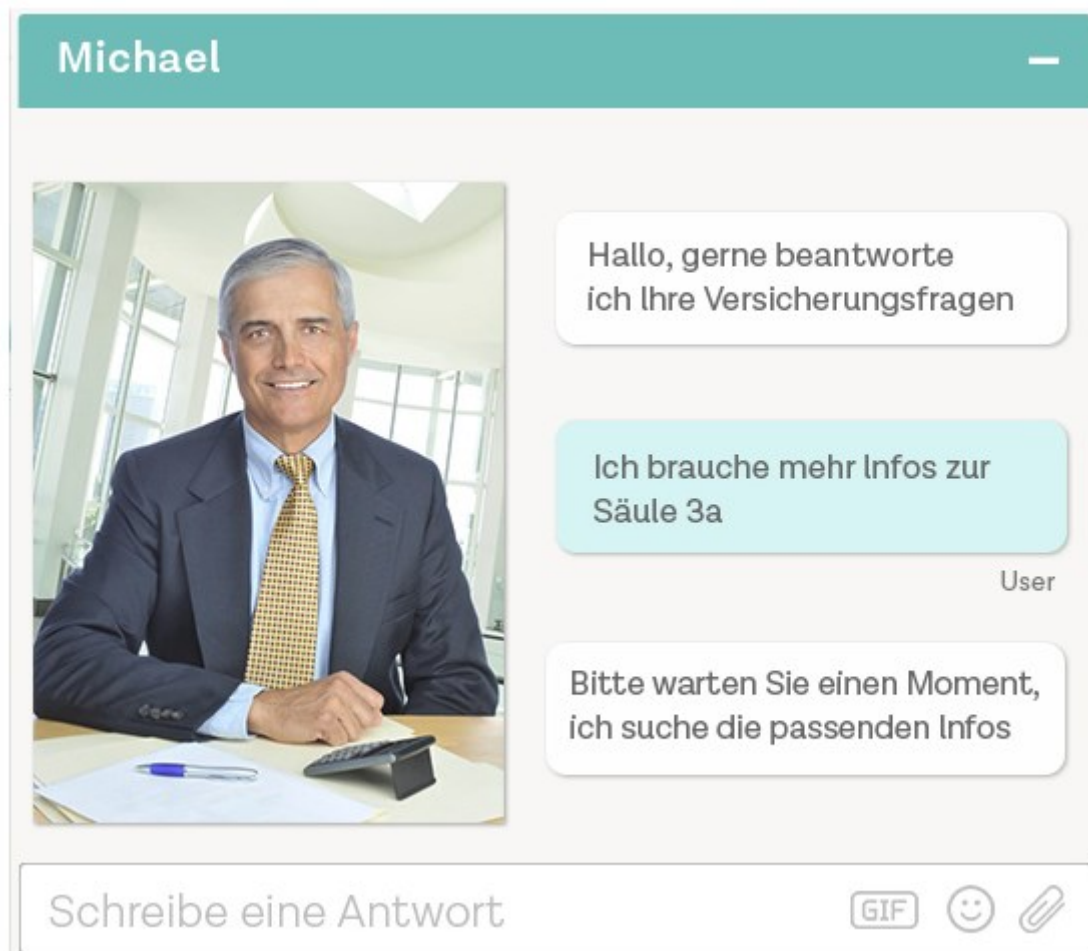 Michael
Hallo, gerne beantworte
ich Ihre Versicherungsfragen
Ich brauche mehr Infos zur
Säule 3a
User
Bitte warten Sie einen Moment,
ich suche die passenden Infos
Schreibe eine Antwort
GIF